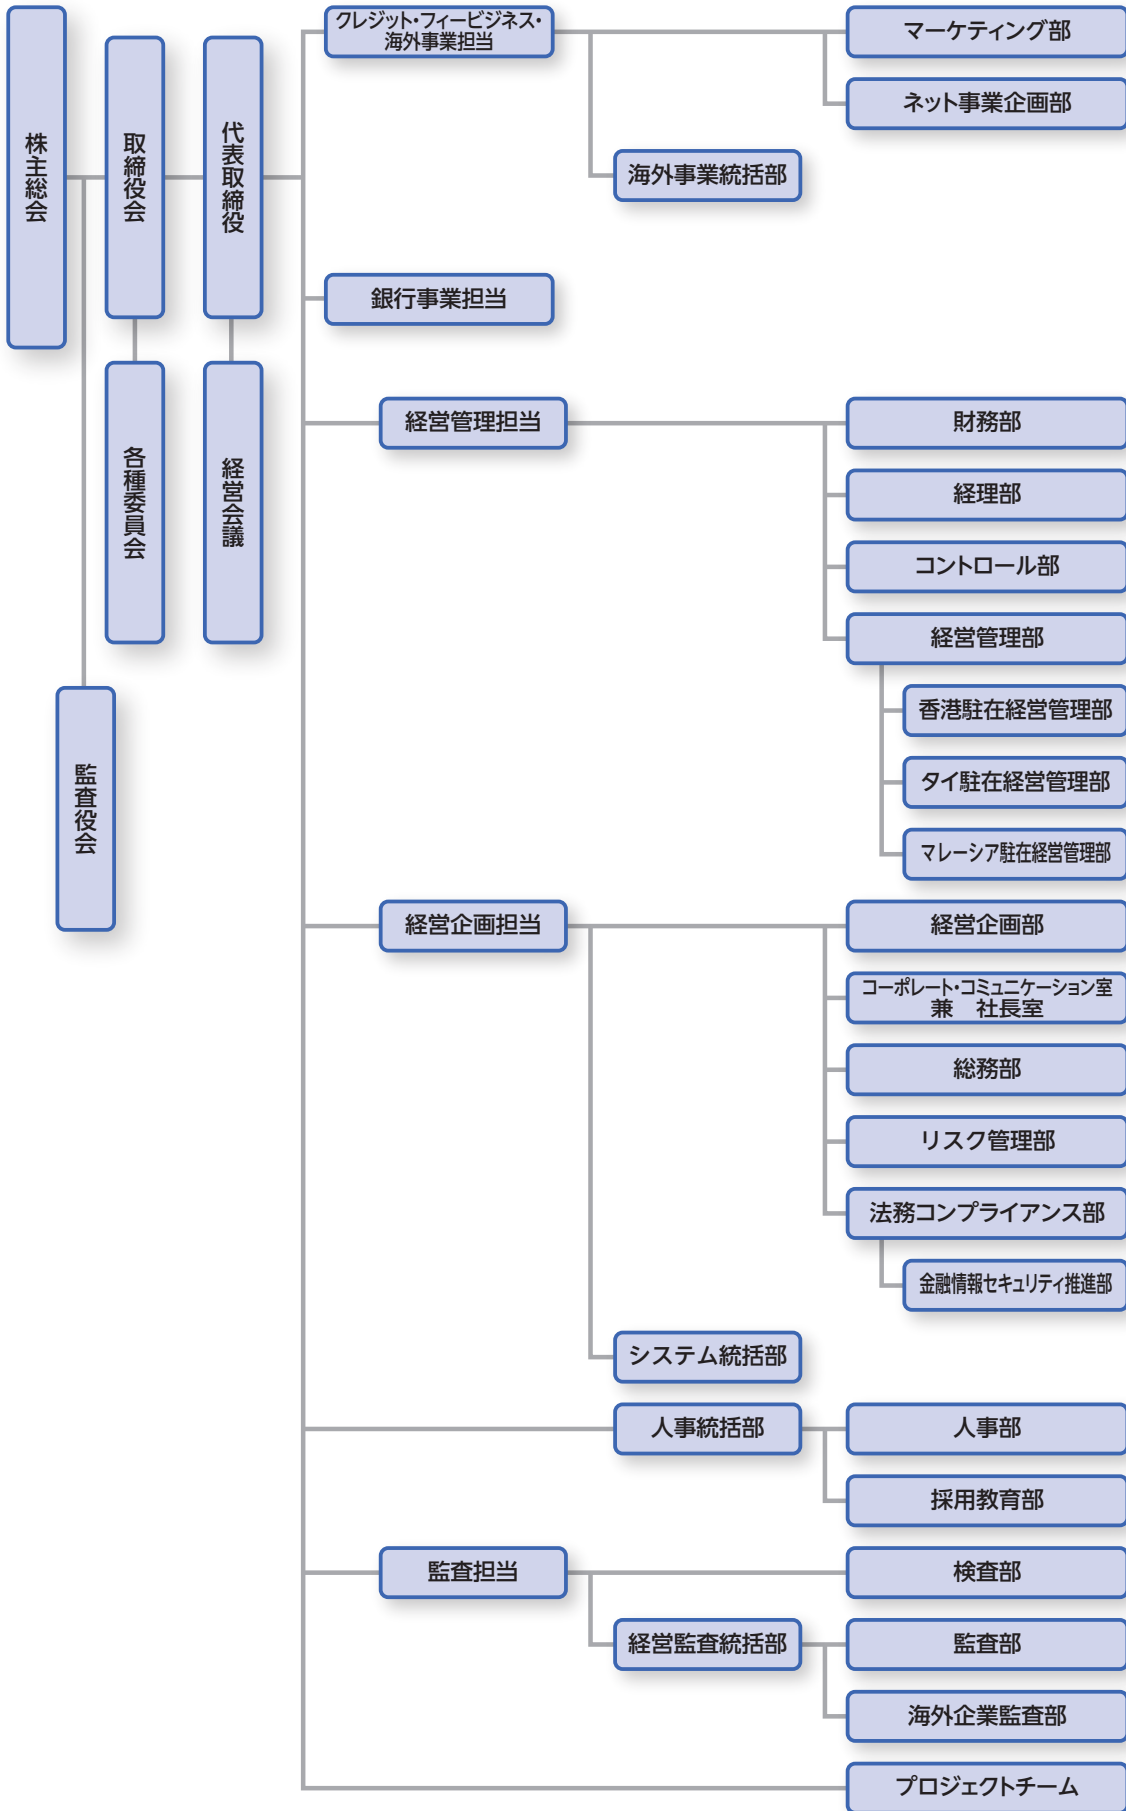 株主総会
取締役会
代表取締役
各種委員会
経営会議
監査役会
クレジット・フィービジネス・
海外事業担当
マーケティング部
ネット事業企画部
海外事業統括部
銀行事業担当
経営管理担当
財務部
経理部
コントロール部
経営管理部
香港駐在経営管理部
タイ駐在経営管理部
マレーシア駐在経営管理部
経営企画担当
経営企画部
コーポレート・コミュニケーション室
兼　社長室
総務部
リスク管理部
法務コンプライアンス部
金融情報セキュリティ推進部
システム統括部
人事統括部
人事部
採用教育部
監査担当
検査部
経営監査統括部
監査部
海外企業監査部
プロジェクトチーム